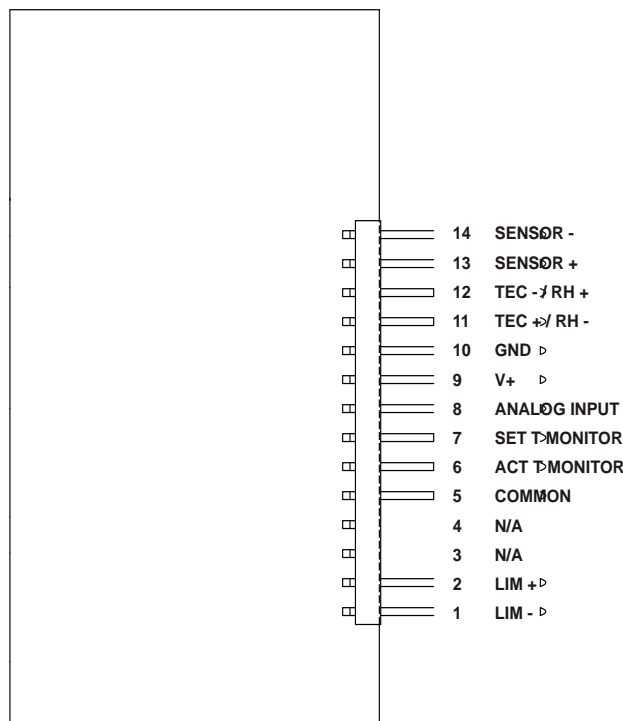 14 SENSOR -
13 SENSOR +
12 TEC - / RH +
11 TEC + / RH -
10 GND
9 V+
8 ANALOG INPUT
7 SET T MONITOR
6 ACT T MONITOR
5 COMMON
4 N/A
3 N/A
2 LIM +
1 LIM -